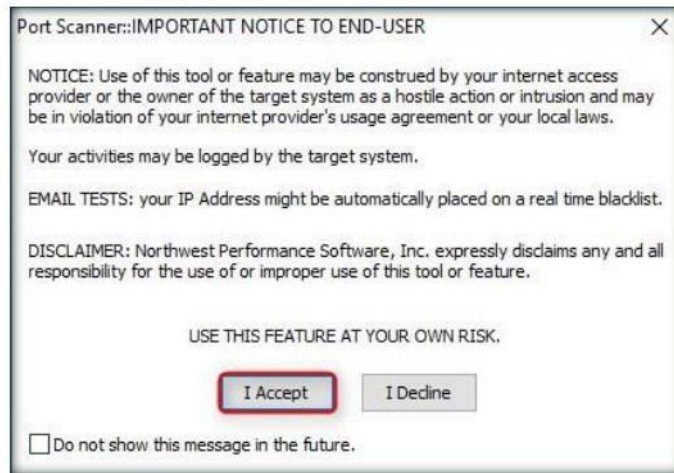 Port Scanner::IMPORTANT NOTICE TO END-USER
NOTICE: Use of this tool or feature may be construed by your internet access
provider or the owner of the target system as a hostile action or intrusion and may
be in violation of your internet provider's usage agreement or your local laws.
Your activities may be logged by the target system.
EMAIL TESTS: your IP Address might be automatically placed on a real time blacklist.
DISCLAIMER: Northwest Performance Software, Inc. expressly disclaims any and all
responsibility for the use of or improper use of this tool or feature.
USE THIS FEATURE AT YOUR OWN RISK.
I Accept I Decline
Do not show this message in the future.